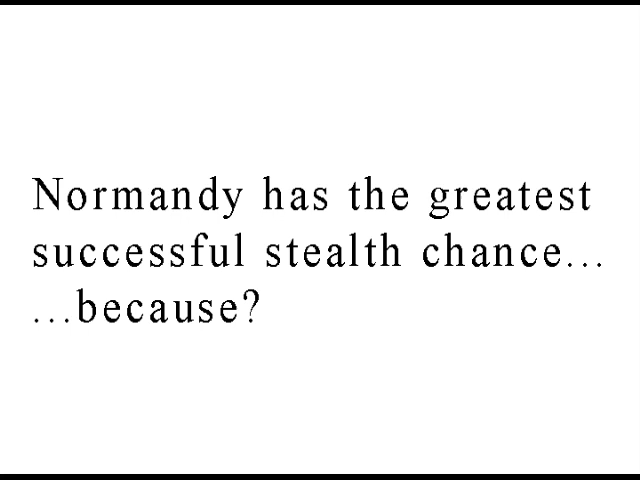 Normandy has the greatest
successful stealth chance...
...because?